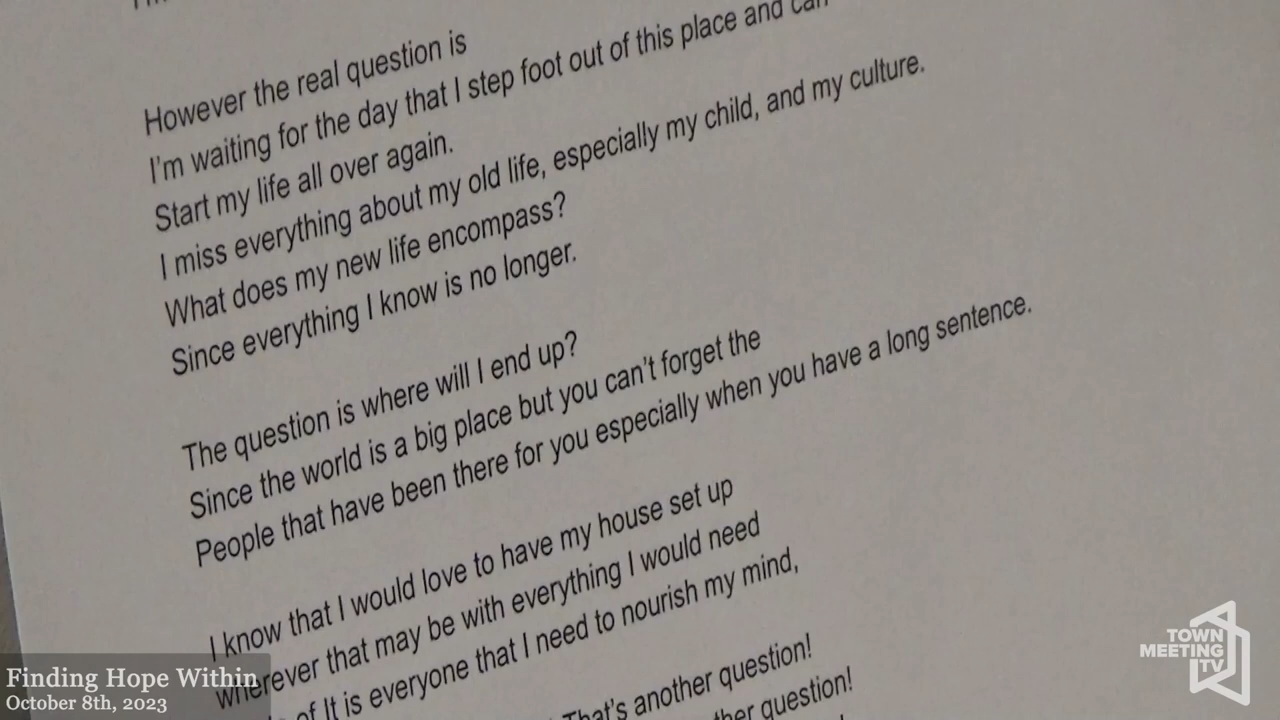 However the real question is
I'm waiting for the day that I step foot out of this place and can
Start my life all over again.
I miss everything about my old life, especially my child, and my culture.
What does my new life encompass?
Since everything I know is no longer.
The question is where will I end up?
Since the world is a big place but you can't forget the
People that have been there for you especially when you have a long sentence.
I know that I would love to have my house set up
wherever that may be with everything I would need
of It is everyone that I need to nourish my mind,
That's another question!
question!
Finding Hope Within
October 8th, 2023
TOWN
MEETING
TV